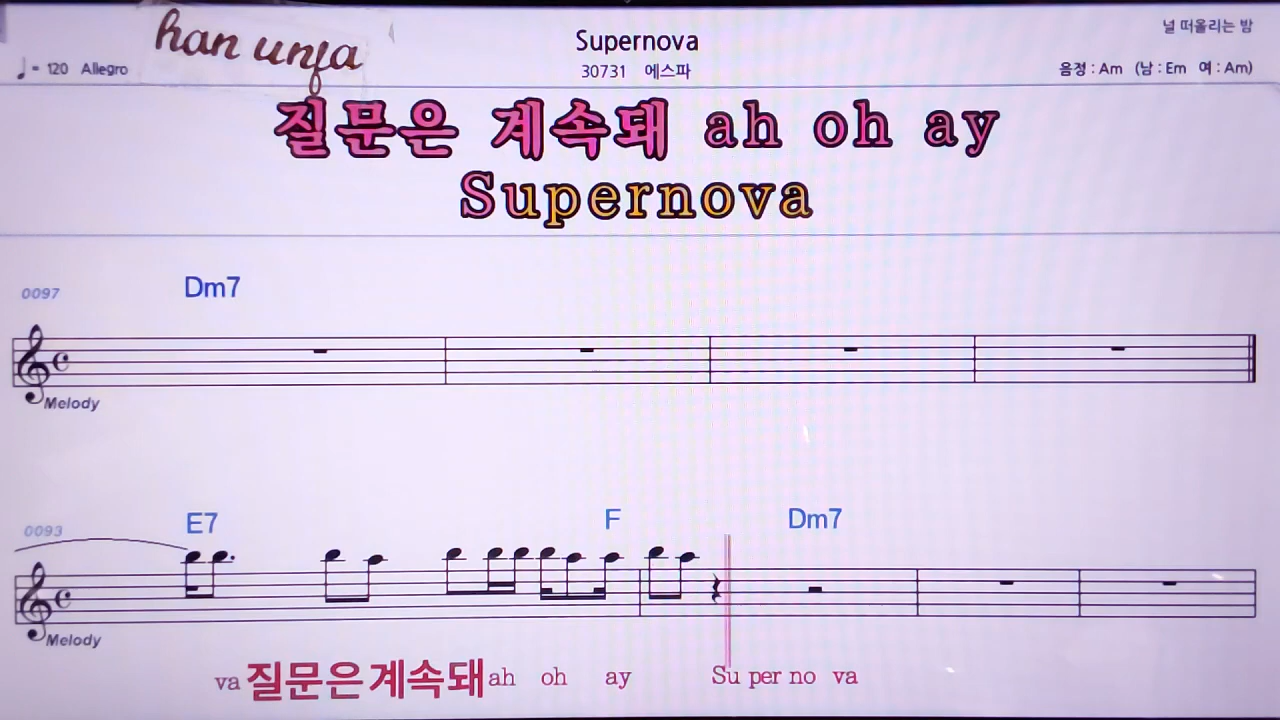 han unja
Supernova
널 떠올리는 밤
♩= 120 Allegro
30731 에스파
음정 : Am (남 : Em 여 : Am)
질문은 계속돼 ah oh ay
Supernova
0097
Dm7
Melody
0093
E7 F Dm7
Melody
va 질문은 계속돼 ah oh ay Su per no va